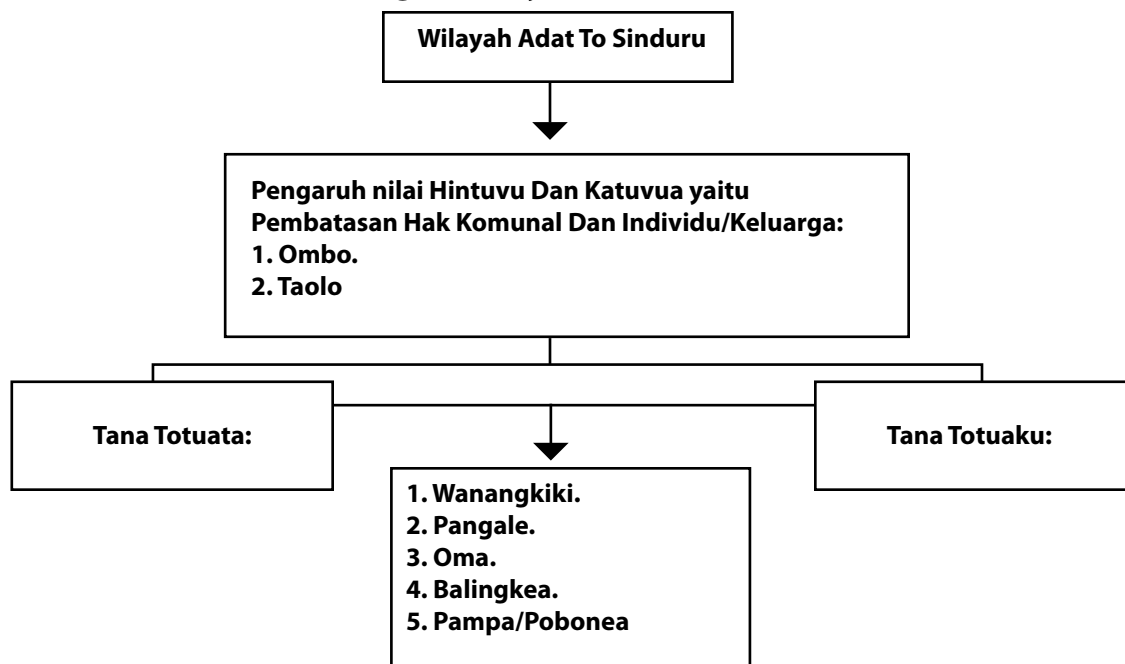 Wilayah Adat To Sinduru
Pengaruh nilai Hintuvu Dan Katuvua yaitu
Pembatasan Hak Komunal Dan Individu/Keluarga:
1. Ombo.
2. Taolo
Tana Totuata:
Tana Totuaku:
1. Wanangkiki.
2. Pangale.
3. Oma.
4. Balingkea.
5. Pampa/Pobonea